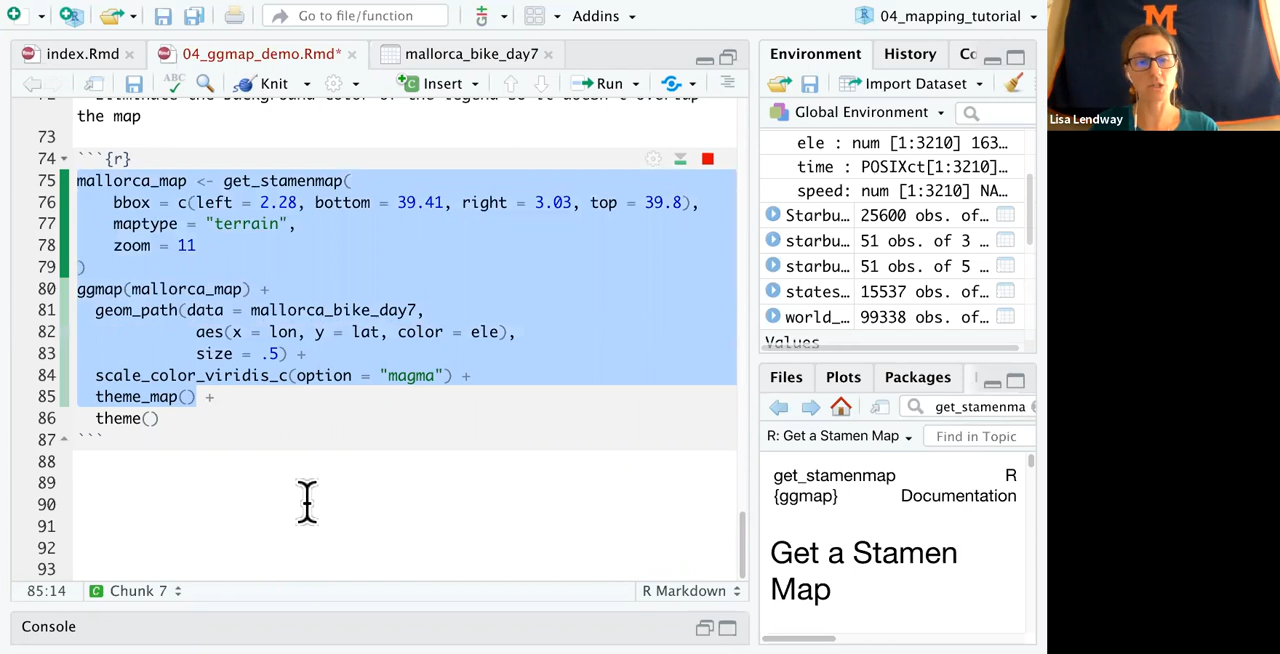 Go to file/function
Addins
04_mapping_tutorial
index.Rmd
04_ggmap_demo.Rmd*
mallorca_bike_day7
Environment
History
Co
ABC
Knit
Insert
Run
Import Dataset
Global Environment
the map
73
74 ```{r}
75 mallorca_map <- get_stamenmap(
76 bbox = c(left = 2.28, bottom = 39.41, right = 3.03, top = 39.8),
77 maptype = "terrain",
78 zoom = 11
79 )
80 ggmap(mallorca_map) +
81 geom_path(data = mallorca_bike_day7,
82 aes(x = lon, y = lat, color = ele),
83 size = .5) +
84 scale_color_viridis_c(option = "magma") +
85 theme_map() +
86 theme()
87 ```
88
89
90
91
92
93
85:14
Chunk 7
R Markdown
Console
ele : num [1:3210] 163…
time : POSIXct[1:3210]…
speed: num [1:3210] NA…
Starbu… 25600 obs. of…
starbu… 51 obs. of 3 …
starbu… 51 obs. of 5 …
states… 15537 obs. of…
world_… 99338 obs. of…
Values
Files
Plots
Packages
get_stamenma
R: Get a Stamen Map
Find in Topic
get_stamenmap R
{ggmap} Documentation
Get a Stamen
Map
M
Lisa Lendway